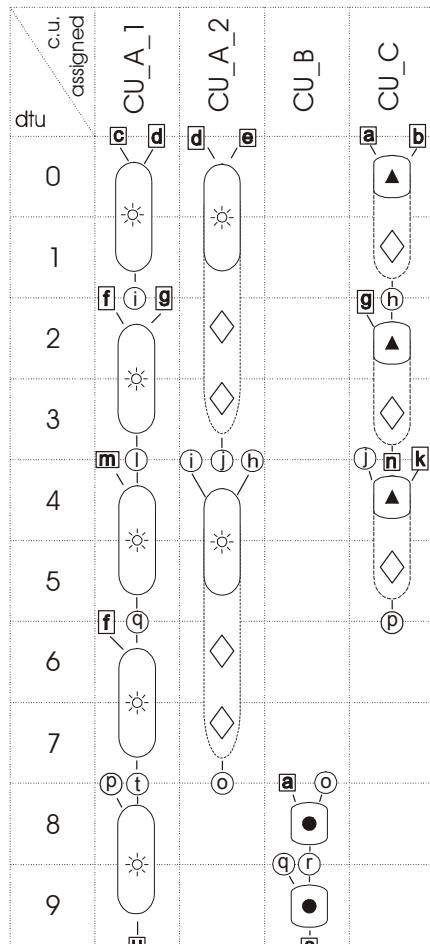 c.u.
assigned
dtu
CU_A_1
CU_A_2
CU_B
CU_C
c d d e a b
0
1
f g i g h
2
3
m l i j h j n k
4
5
f q p
6
7
p t o a o
8
q r
9
u s